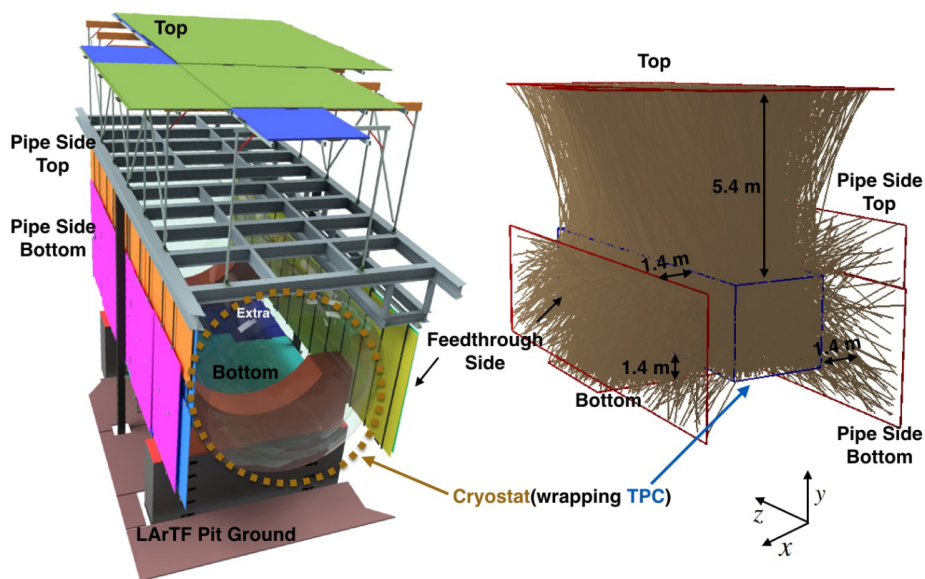 Top
Pipe Side
Top
Pipe Side
Bottom
Extra
Bottom
Feedthrough
Side
Cryostat(wrapping TPC)
LArTF Pit Ground
Top
5.4 m
Pipe Side
Top
1.4 m
1.4 m
1.4 m
Bottom
Pipe Side
Bottom
y
z
x